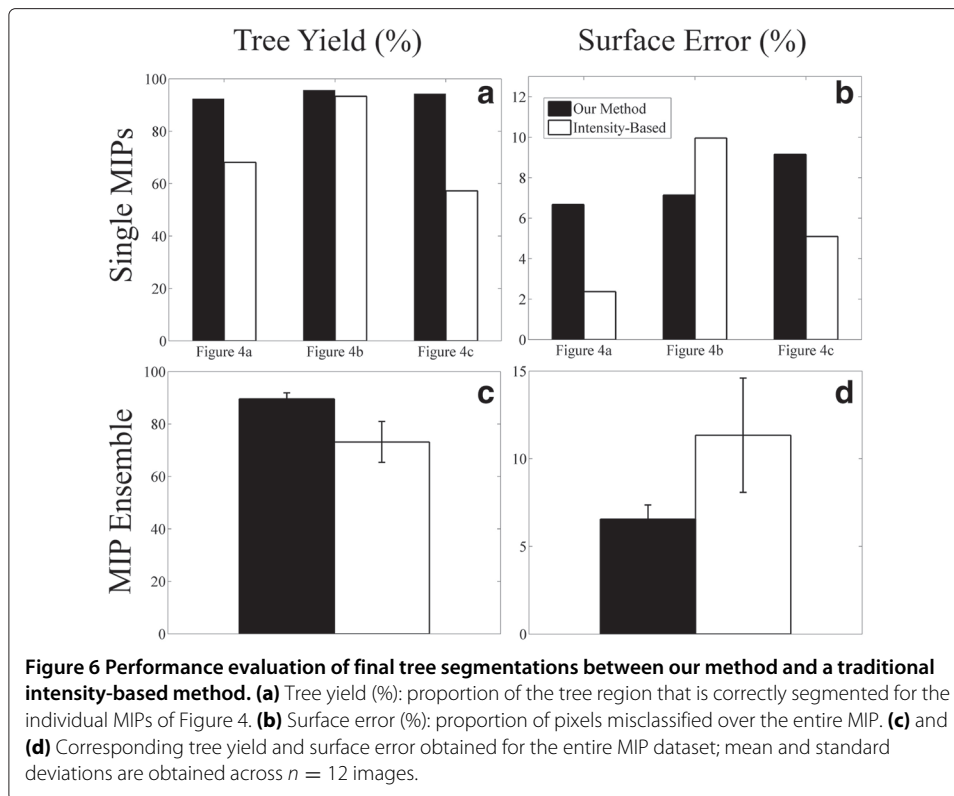 Tree Yield (%)
Surface Error (%)
Single MIPs
100
80
60
40
20
0
a
Figure 4a
Figure 4b
Figure 4c
12
10
8
6
4
2
0
b
Our Method
Intensity-Based
Figure 4a
Figure 4b
Figure 4c
MIP Ensemble
100
80
60
40
20
0
c
15
10
5
0
d
Figure 6 Performance evaluation of final tree segmentations between our method and a traditional
intensity-based method. (a) Tree yield (%): proportion of the tree region that is correctly segmented for the
individual MIPs of Figure 4. (b) Surface error (%): proportion of pixels misclassified over the entire MIP. (c) and
(d) Corresponding tree yield and surface error obtained for the entire MIP dataset; mean and standard
deviations are obtained across n = 12 images.